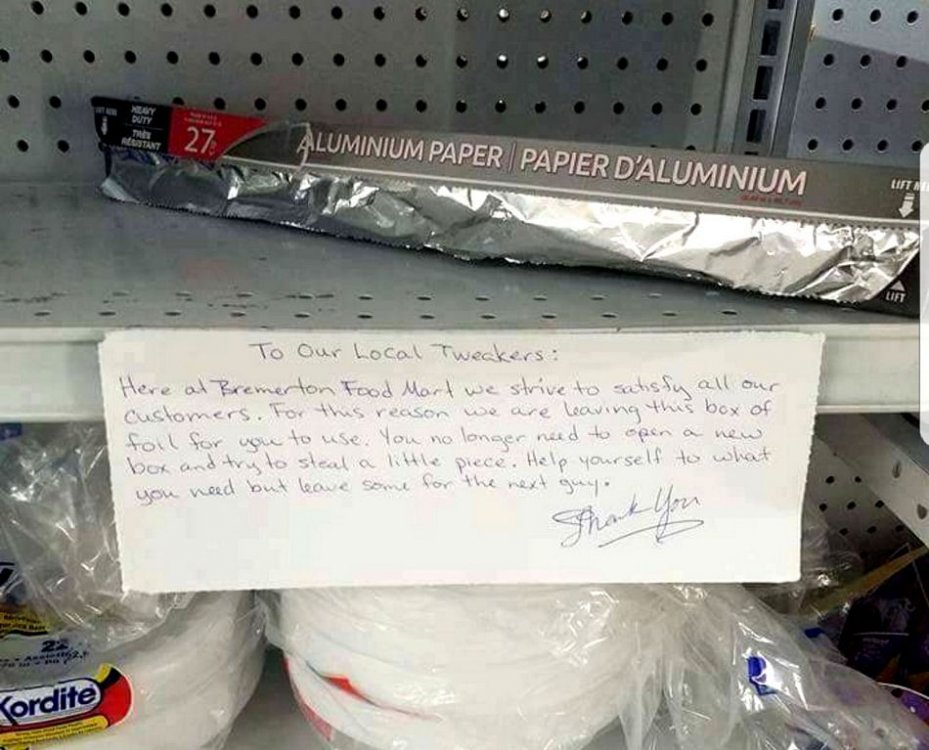 HEAVY
DUTY
TRÈS
RÉSISTANT
27
ALUMINIUM PAPER | PAPIER D'ALUMINIUM
LIFT
LIFT
To Our Local Tweakers:
Here at Bremerton Food Mart we strive to satisfy all our
customers. For this reason we are leaving this box of
foil for you to use. You no longer need to open a new
box and try to steal a little piece. Help yourself to what
you need but leave some for the next guy.
Thank You
22
Kordite